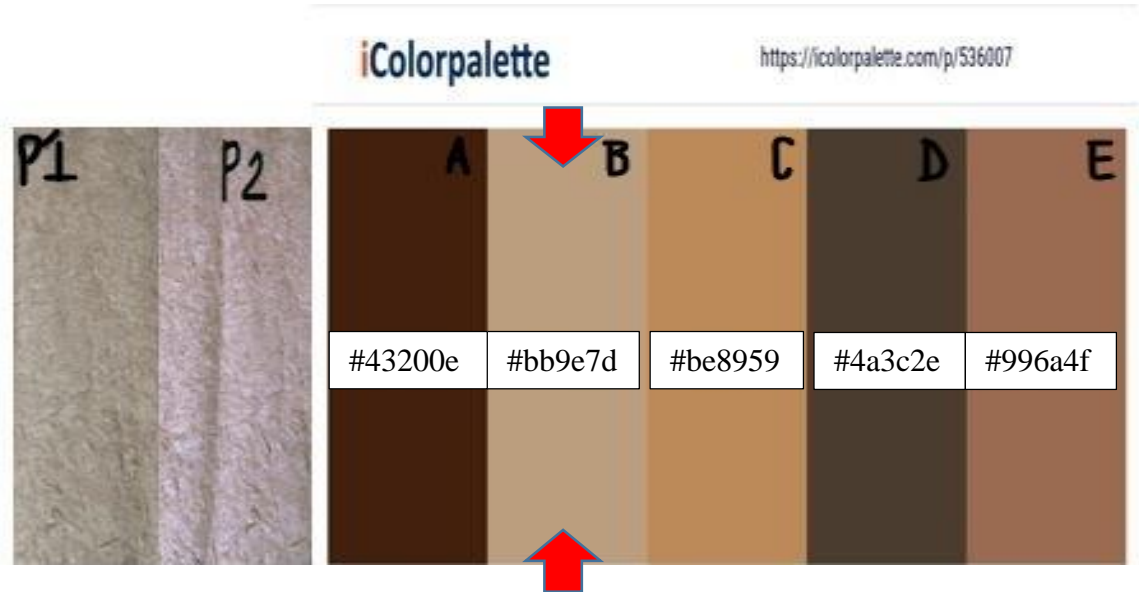 iColorpalette
https://icolorpalette.com/p/536007
P1
P2
A
B
C
D
E
#43200e
#bb9e7d
#be8959
#4a3c2e
#996a4f